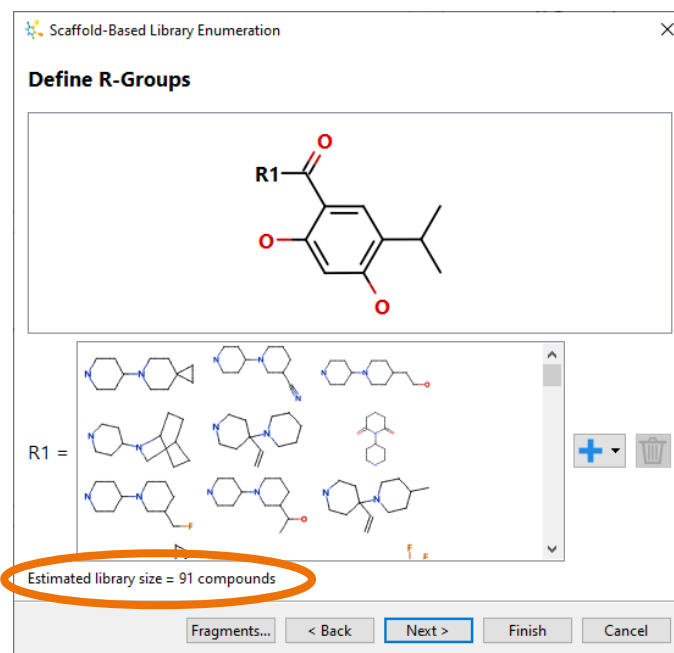 Scaffold-Based Library Enumeration
Define R-Groups
O
R1
O
O
R1 =
N N
N N N
N N O
N N
N N
O N O N
N N F
N N O
N N
F F
Estimated library size = 91 compounds
Fragments... < Back Next > Finish Cancel